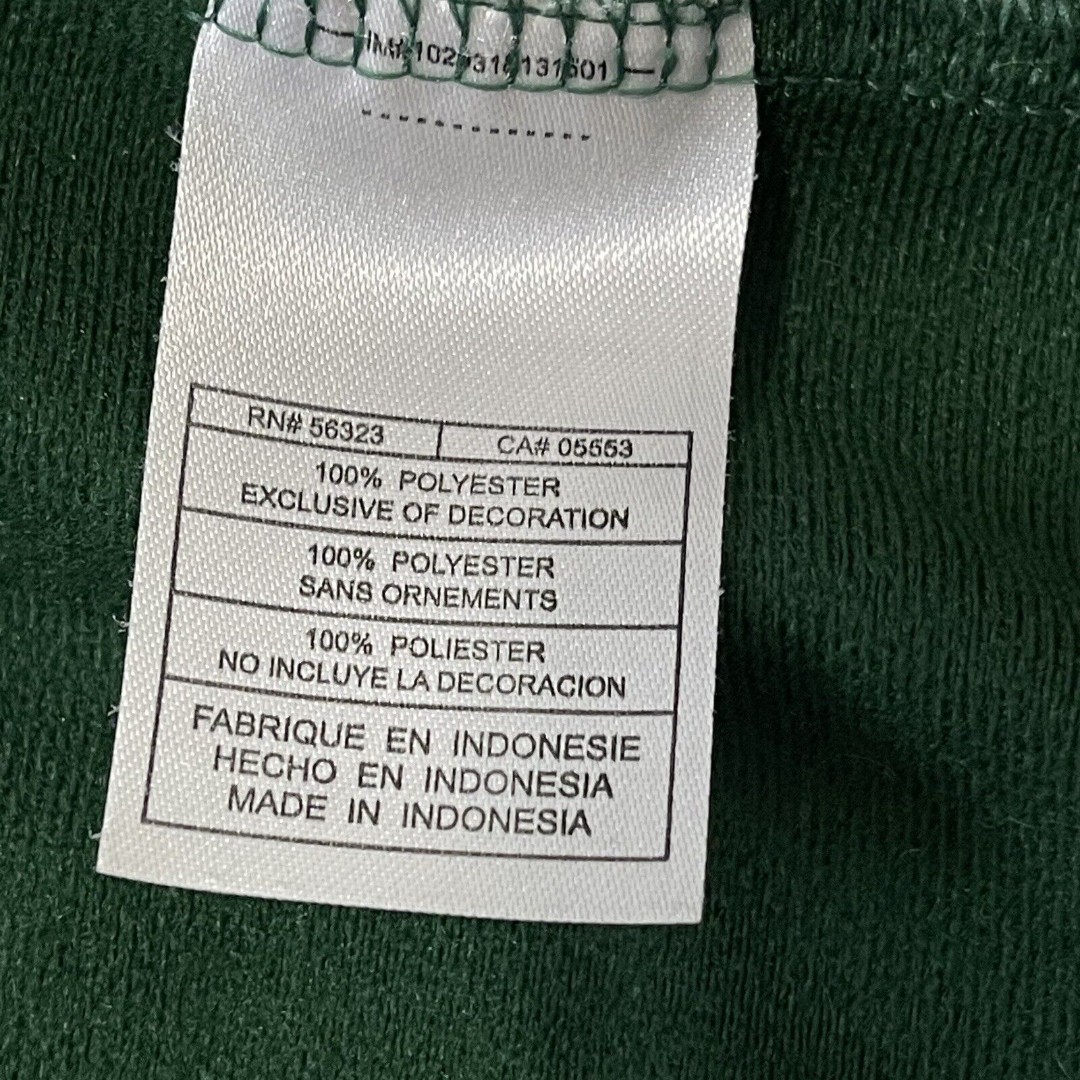 RN# 56323
CA# 05553
100% POLYESTER
EXCLUSIVE OF DECORATION
100% POLYESTER
SANS ORNEMENTS
100% POLIESTER
NO INCLUYE LA DECORACION
FABRIQUE EN INDONESIE
HECHO EN INDONESIA
MADE IN INDONESIA